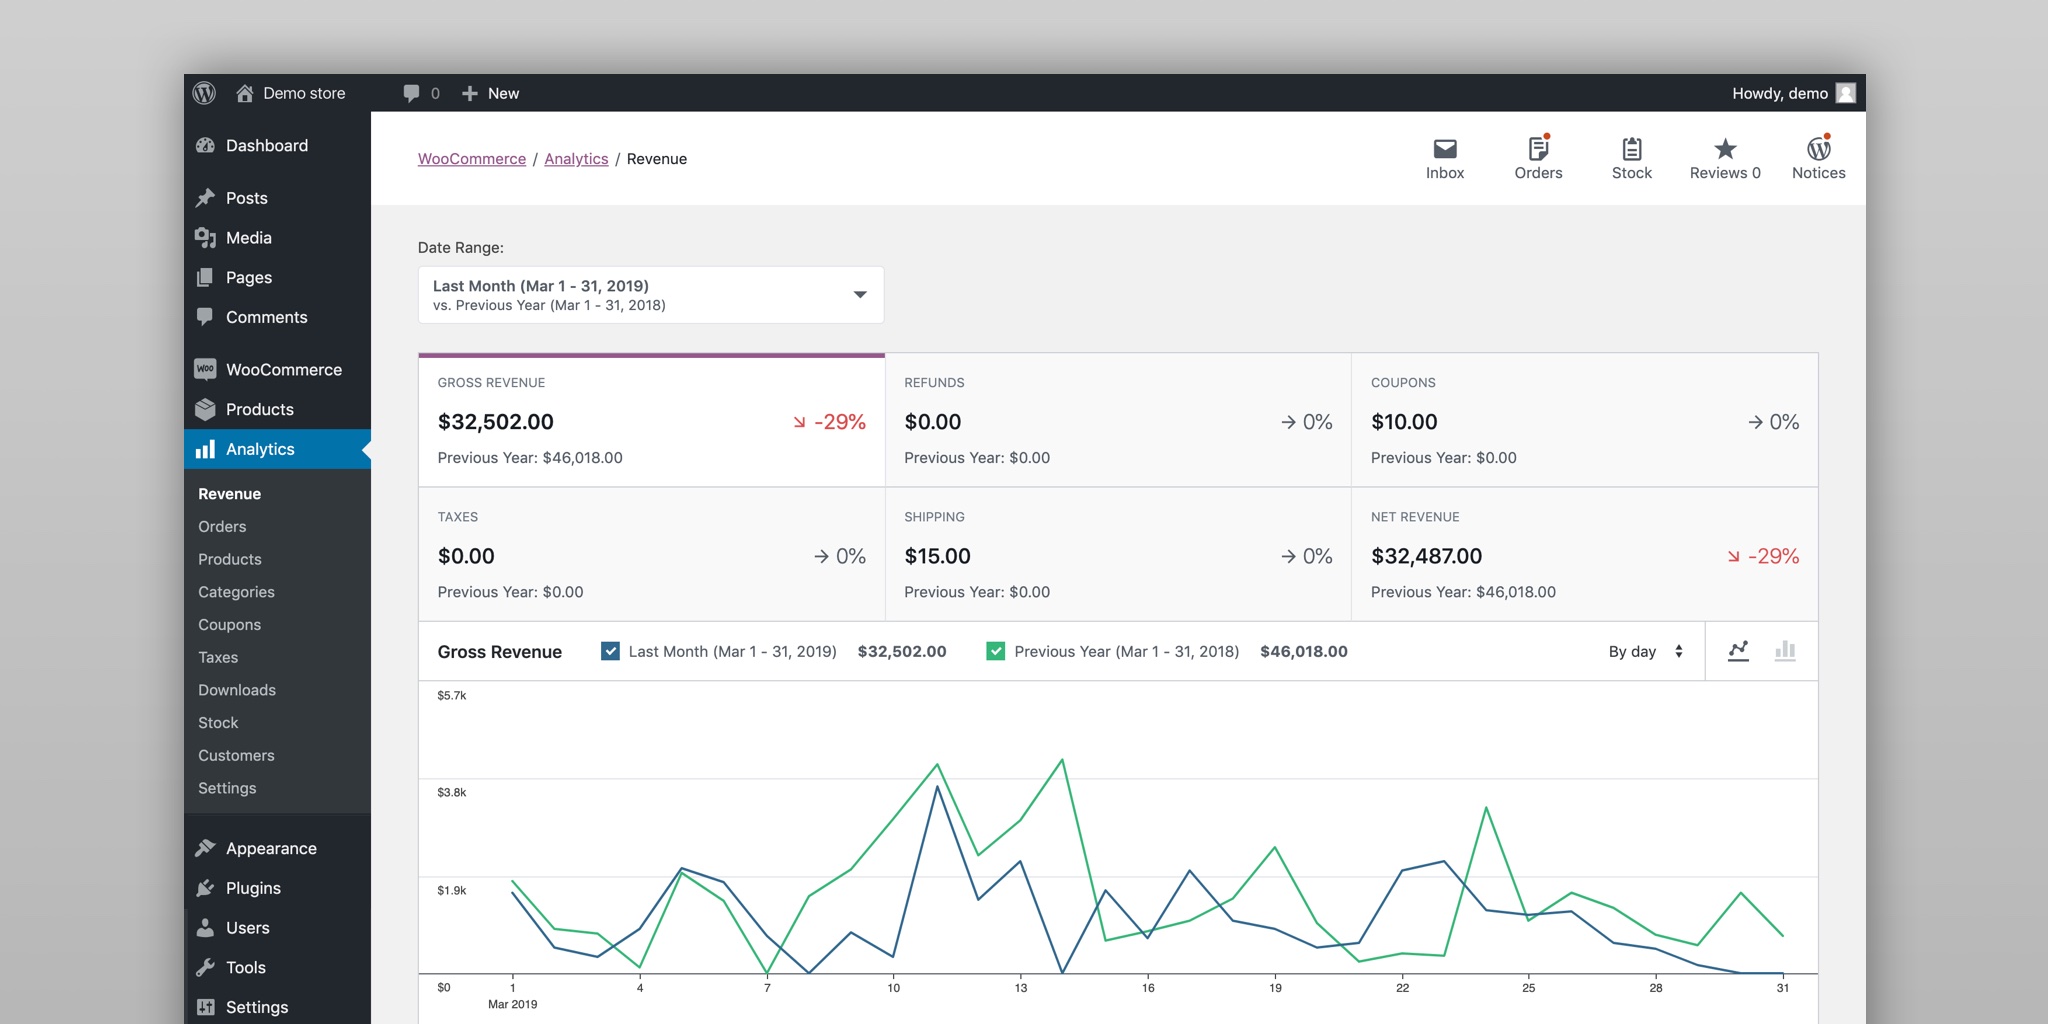 Demo store
0
New
Howdy, demo
Dashboard
Posts
Media
Pages
Comments
WOO
WooCommerce
Products
Analytics
Revenue
Orders
Products
Categories
Coupons
Taxes
Downloads
Stock
Customers
Settings
Appearance
Plugins
Users
Tools
Settings
WooCommerce / Analytics / Revenue
Inbox
Orders
Stock
Reviews 0
Notices
Date Range:
Last Month (Mar 1 - 31, 2019)
vs. Previous Year (Mar 1 - 31, 2018)
GROSS REVENUE
$32,502.00
-29%
Previous Year: $46,018.00
REFUNDS
$0.00
0%
Previous Year: $0.00
COUPONS
$10.00
0%
Previous Year: $0.00
TAXES
$0.00
0%
Previous Year: $0.00
SHIPPING
$15.00
0%
Previous Year: $0.00
NET REVENUE
$32,487.00
-29%
Previous Year: $46,018.00
Gross Revenue
Last Month (Mar 1 - 31, 2019) $32,502.00
Previous Year (Mar 1 - 31, 2018) $46,018.00
By day
$5.7k
$3.8k
$1.9k
$0
1 4 7 10 13 16 19 22 25 28 31
Mar 2019